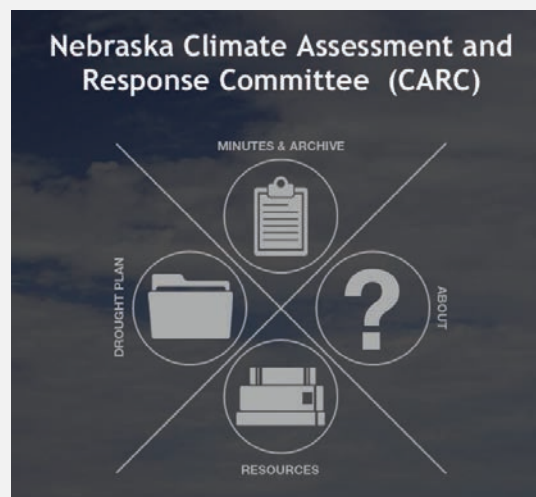 Nebraska Climate Assessment and
Response Committee (CARC)
MINUTES & ARCHIVE
DROUGHT PLAN
ABOUT
RESOURCES